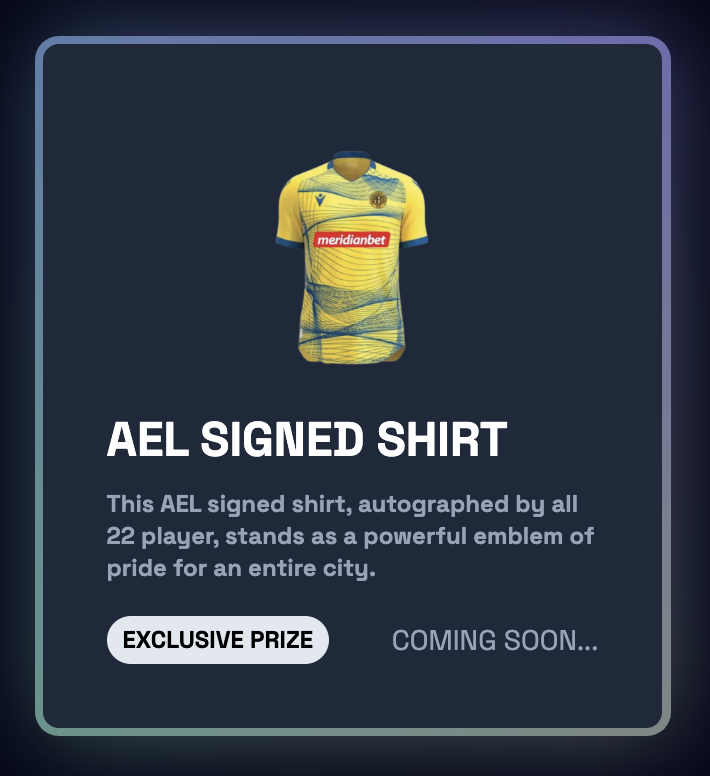 meridianbet
AEL SIGNED SHIRT
This AEL signed shirt, autographed by all
22 player, stands as a powerful emblem of
pride for an entire city.
EXCLUSIVE PRIZE
COMING SOON...